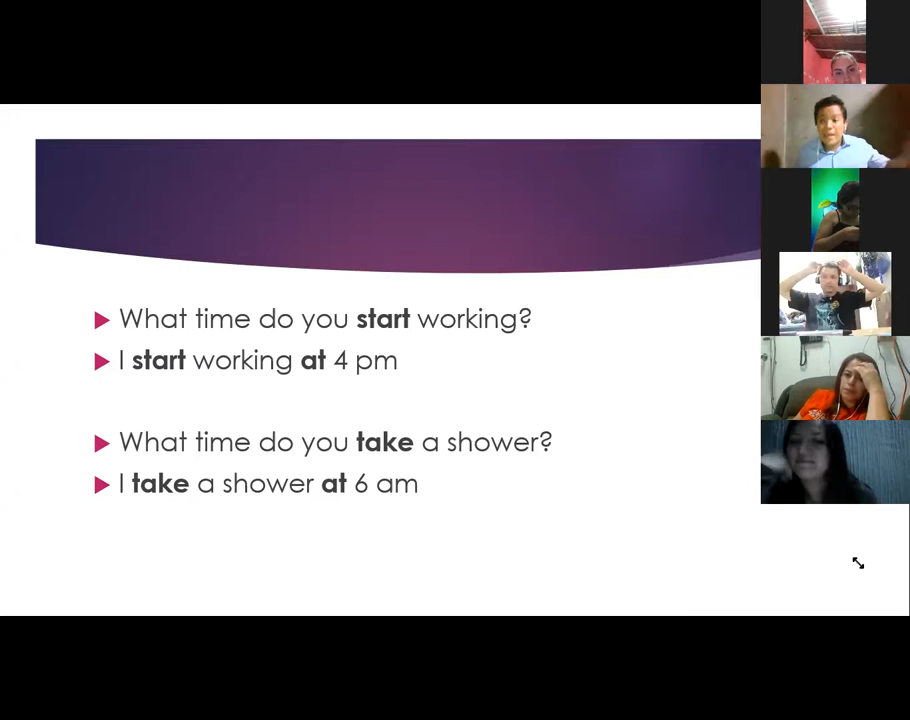 What time do you start working?
I start working at 4 pm
What time do you take a shower?
I take a shower at 6 am